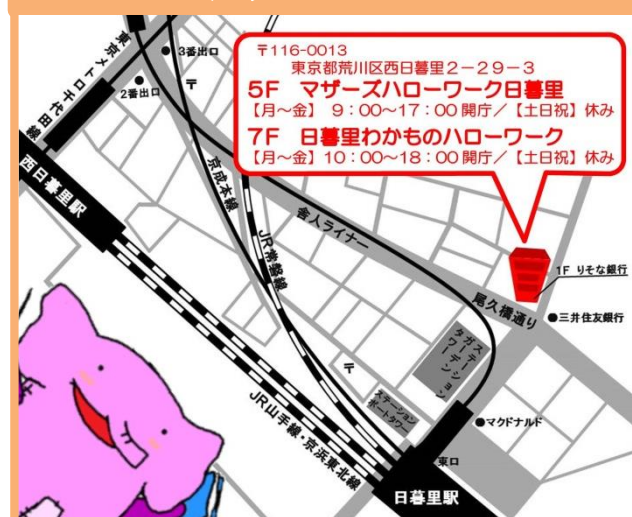 〒116-0013
東京都荒川区西日暮里2-29-3
5F マザーズハローワーク日暮里
【月～金】 9:00～17:00開庁／【土日祝】休み
7F 日暮里わかものハローワーク
【月～金】10:00～18:00開庁／【土日祝】休み
3番出口
2番出口
〒
東京メトロ千代田線
西日暮里駅
京成本線
JR常磐線
舎人ライナー
尾久橋通り
1F りそな銀行
三井住友銀行
ステーション
ガーデン
タワー
ステーション
ポートタワー
マクドナルド
東口
JR山手線・京浜東北線
日暮里駅